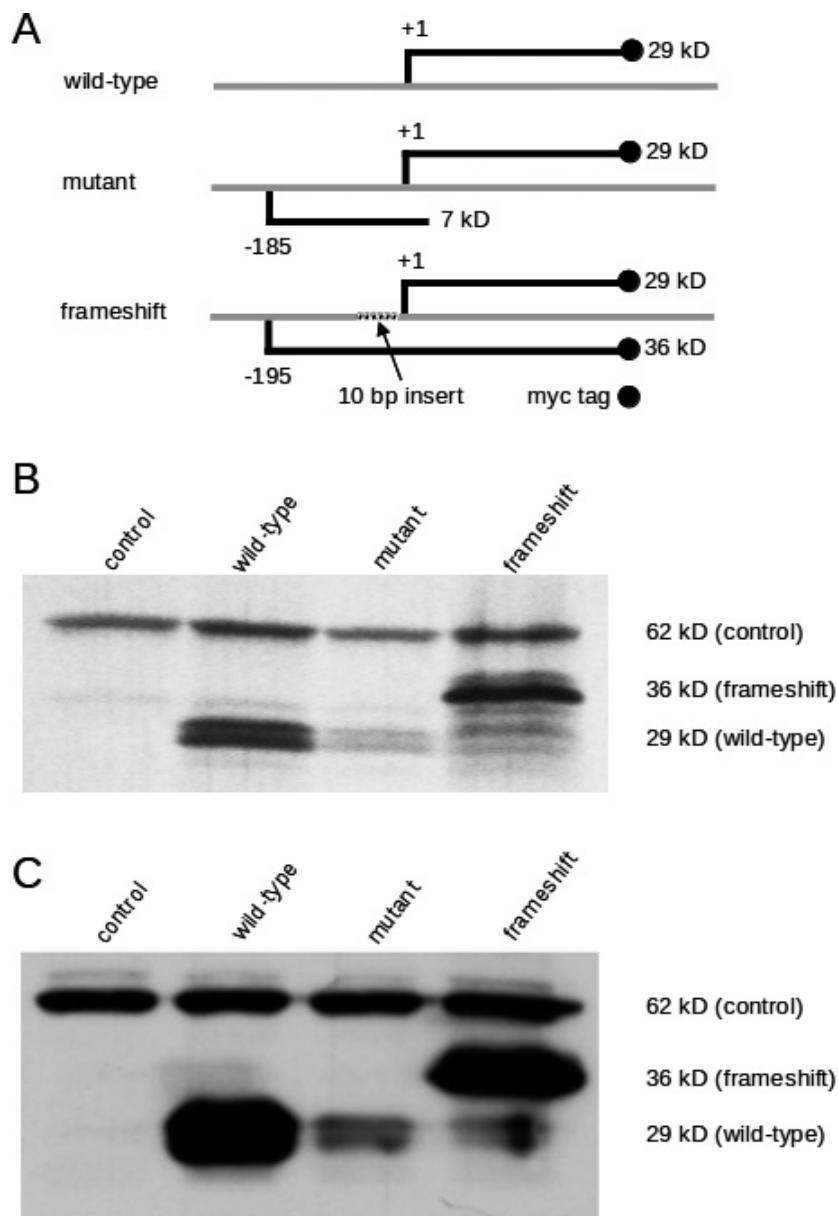 A
+1
29 kD
wild-type
+1
29 kD
mutant
7 kD
-185
+1
29 kD
frameshift
36 kD
-195
10 bp insert
myc tag
B
control
wild-type
mutant
frameshift
62 kD (control)
36 kD (frameshift)
29 kD (wild-type)
C
control
wild-type
mutant
frameshift
62 kD (control)
36 kD (frameshift)
29 kD (wild-type)